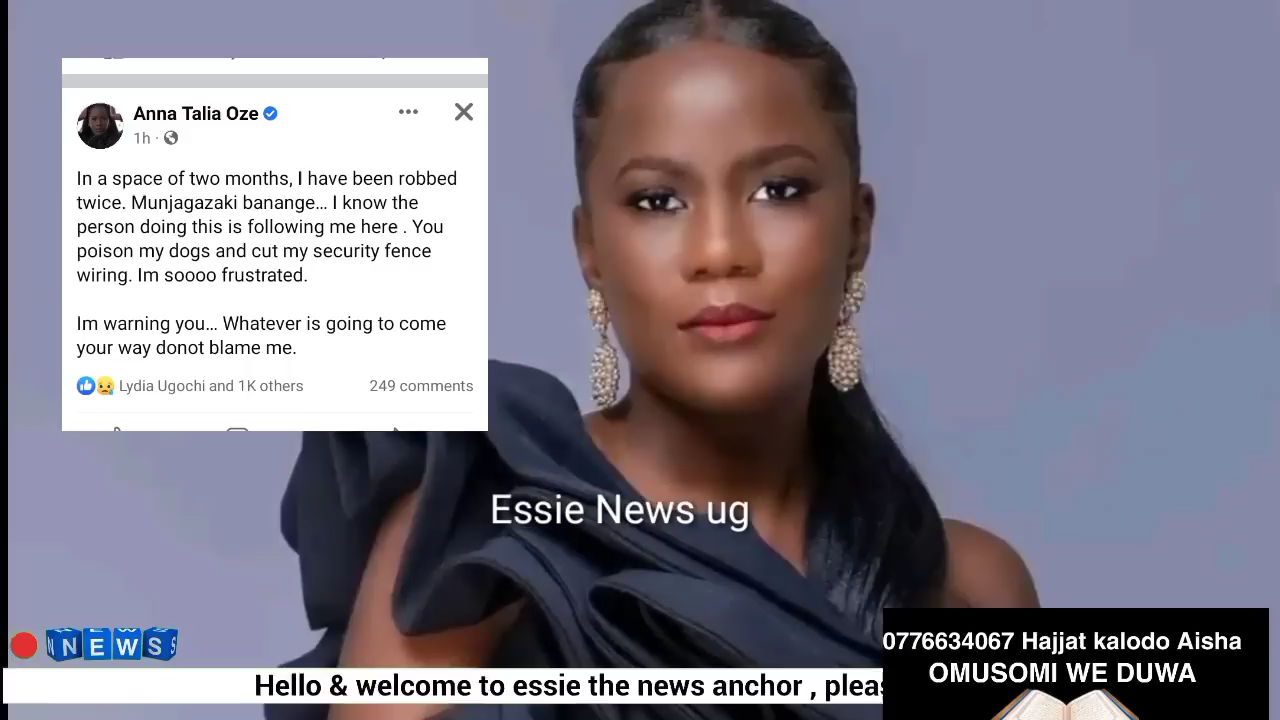 Anna Talia Oze
1h ·
In a space of two months, I have been robbed
twice. Munjagazaki banange... I know the
person doing this is following me here . You
poison my dogs and cut my security fence
wiring. Im soooo frustrated.
Im warning you... Whatever is going to come
your way donot blame me.
Lydia Ugochi and 1K others
249 comments
Essie News ug
NEWS
Hello & welcome to essie the news anchor , pleas
0776634067 Hajjat kalodo Aisha
OMUSOMI WE DUWA